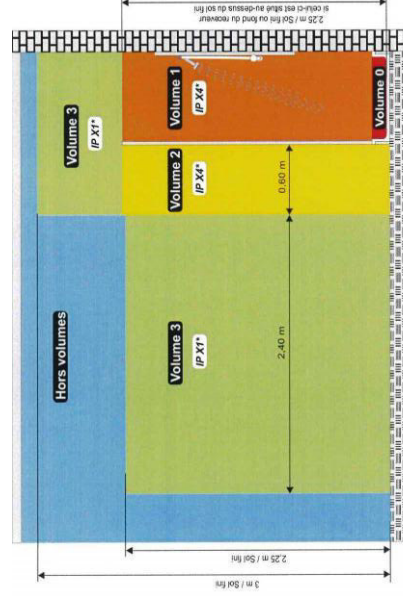 Hors volumes
Volume 3
IP X1*
Volume 2
IP X4*
Volume 1
IP X4*
Volume 3
IP X1*
Volume 0
0,60 m
2,40 m
2,25 m / Sol fini
3 m / Sol fini
2,25 m / Sol fini ou fond du receveur
si celui-ci est situé au-dessus du sol fini